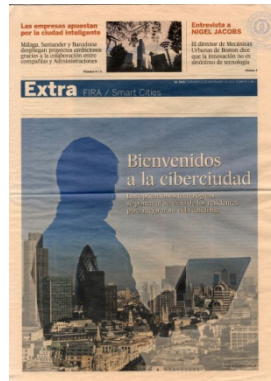 Las empresas apuestan
por la ciudad inteligente
Málaga, Santander y Barcelona
despliegan proyectos ambiciosos
gracias a la colaboración entre
compañías y Administraciones
Entrevista a
NIGEL JACOBS
El director de Mecánicas
Urbanas de Boston dice
que la innovación no es
sinónimo de tecnología
Extra
FIRA / Smart Cities
Bienvenidos
a la ciberciudad